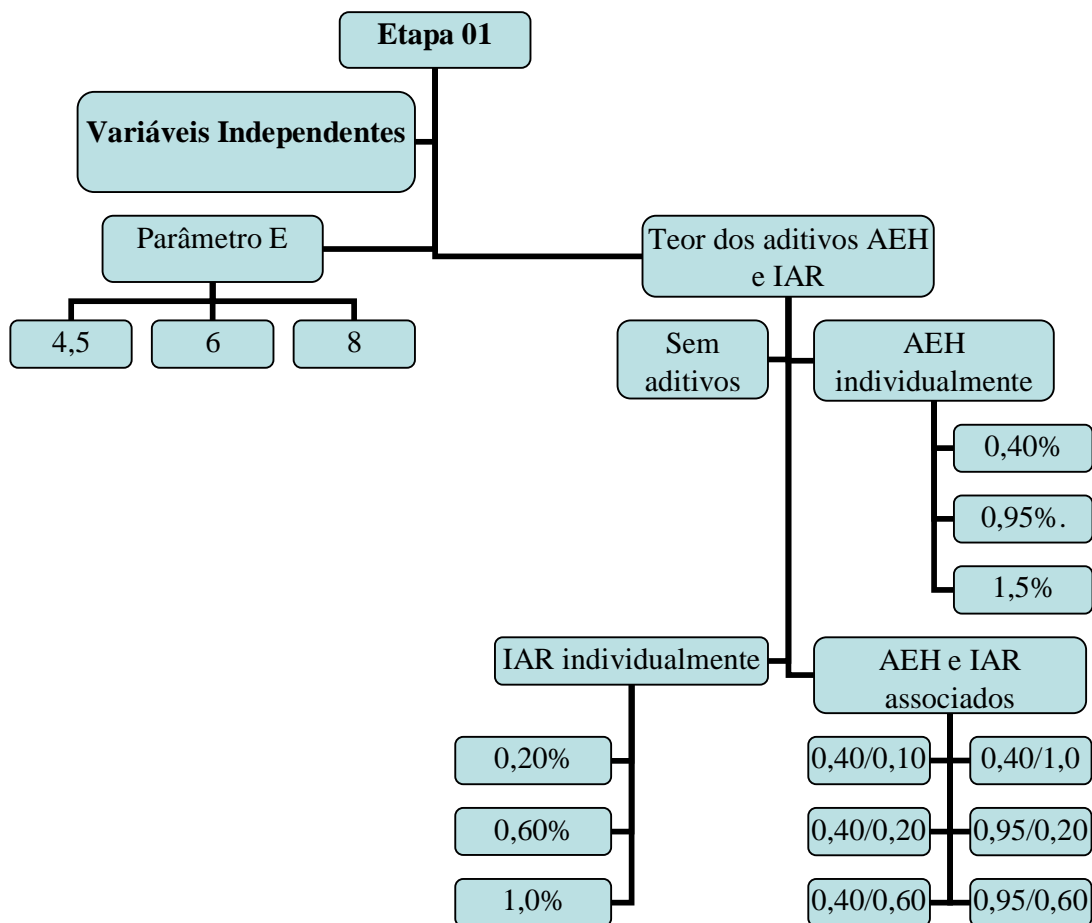 Etapa 01
Variáveis Independentes
Parâmetro E
4,5
6
8
Teor dos aditivos AEH
e IAR
Sem
aditivos
AEH
individualmente
0,40%
0,95%.
1,5%
IAR individualmente
0,20%
0,60%
1,0%
AEH e IAR
associados
0,40/0,10
0,40/1,0
0,40/0,20
0,95/0,20
0,40/0,60
0,95/0,60